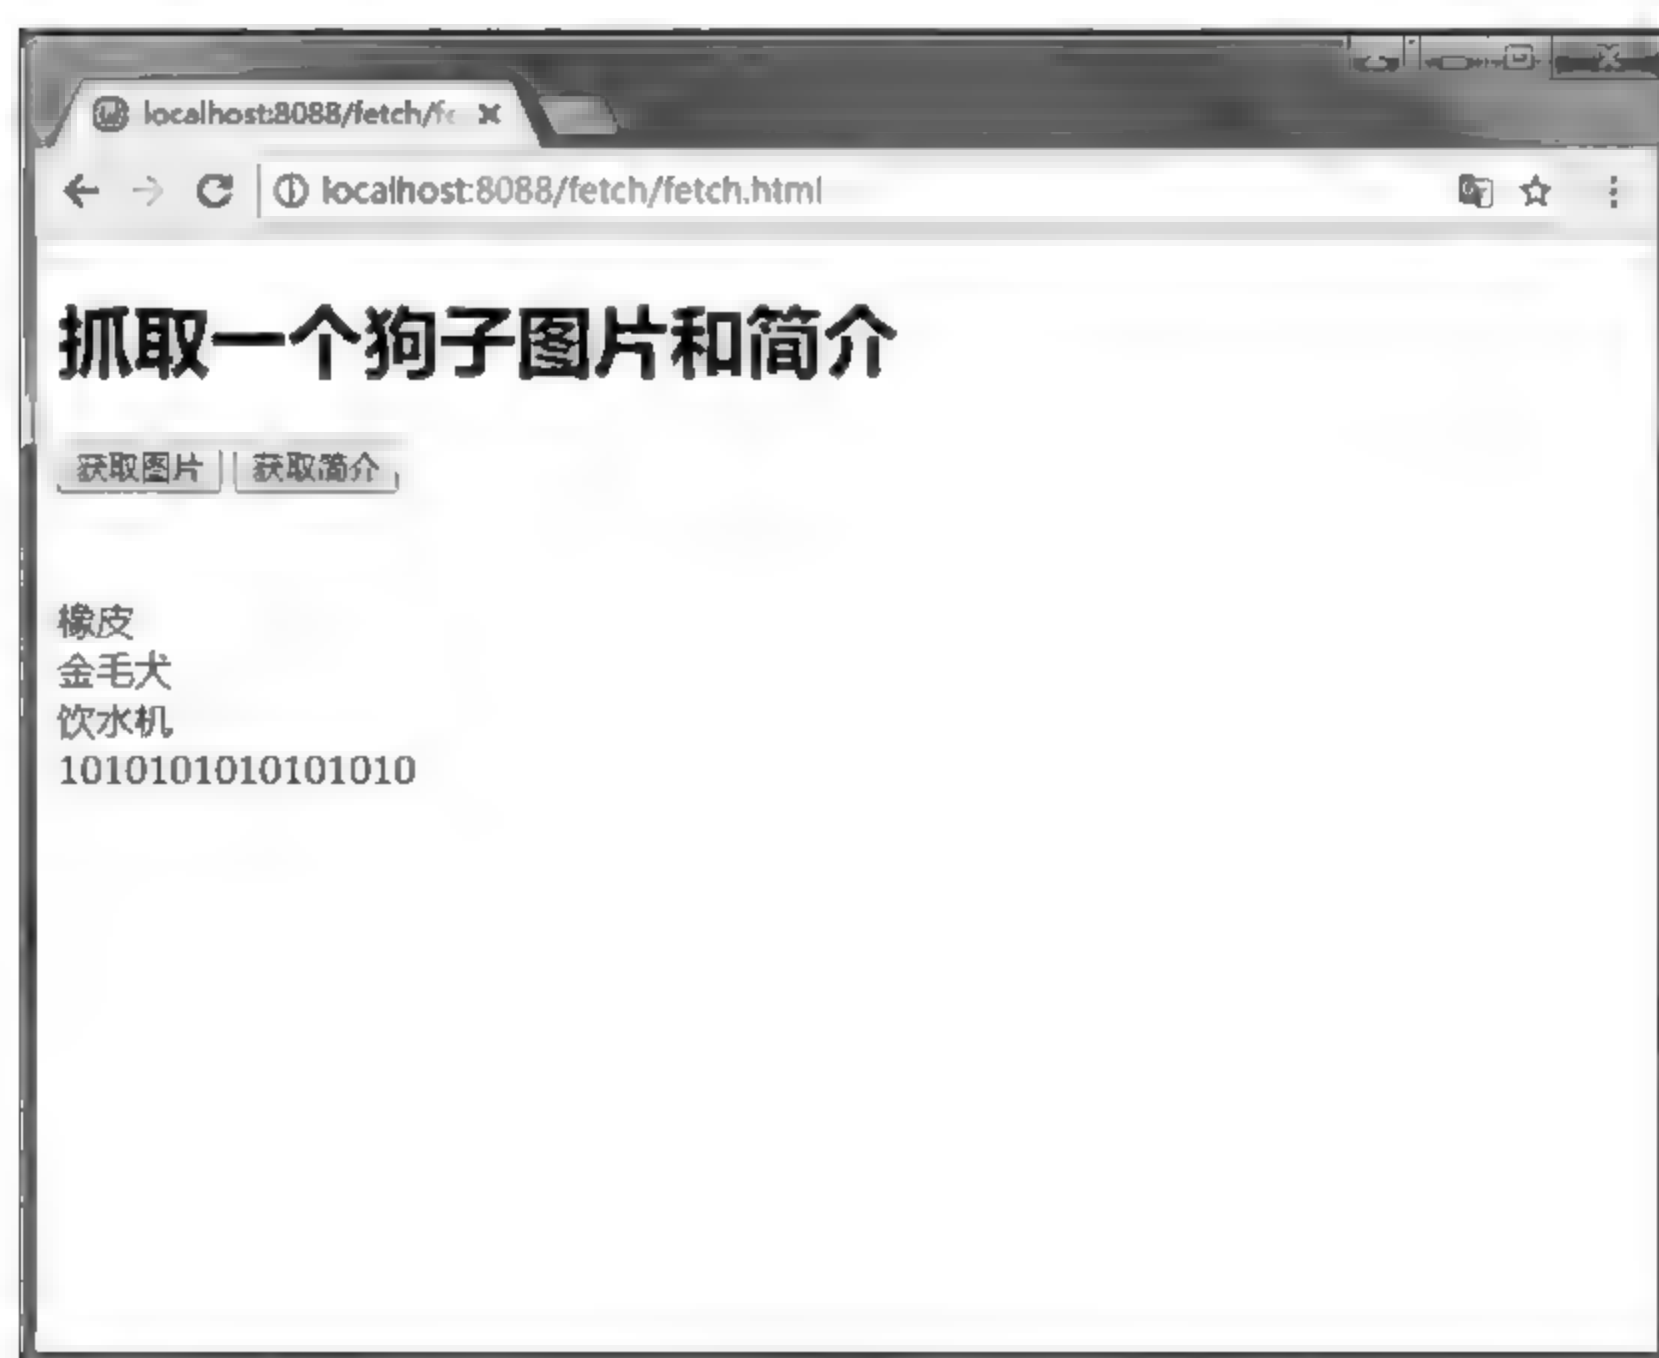 localhost:8088/fetch/fe
localhost:8088/fetch/fetch.html
抓取一个狗子图片和简介
获取图片 获取简介
橡皮
金毛犬
饮水机
1010101010101010